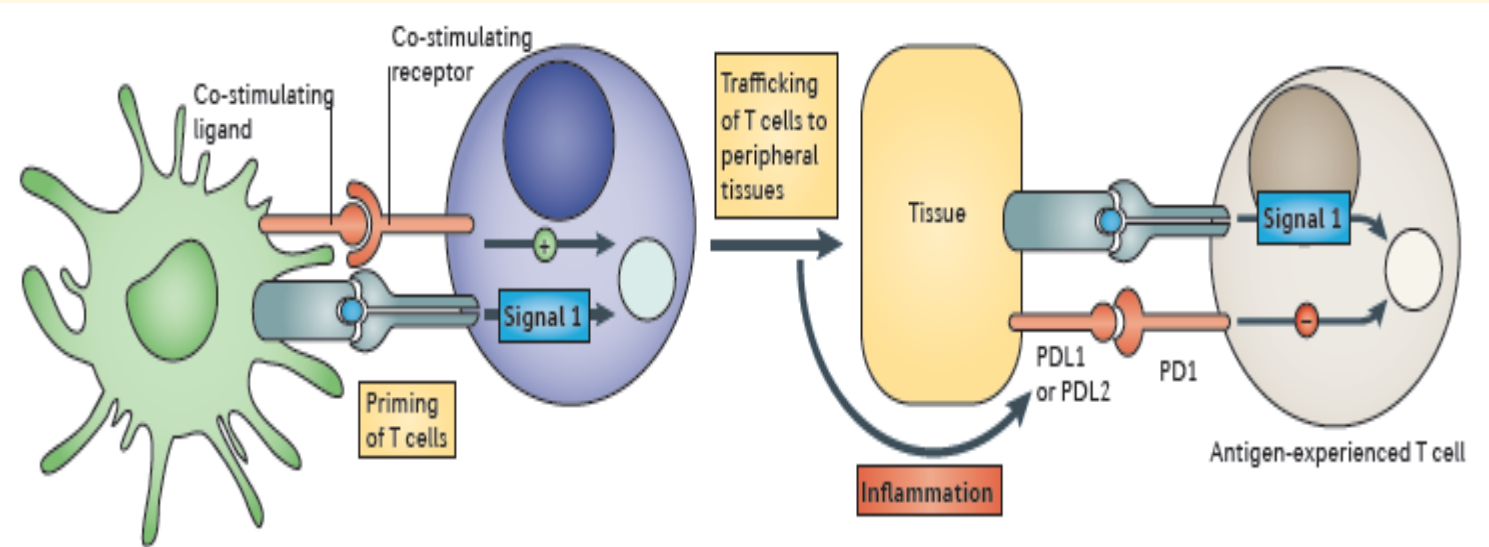 Co-stimulating
receptor
Co-stimulating
ligand
Signal 1
Priming
of T cells
Trafficking
of T cells to
peripheral
tissues
Inflammation
Tissue
Signal 1
PDL1
or PDL2
PD1
Antigen-experienced T cell
+
-